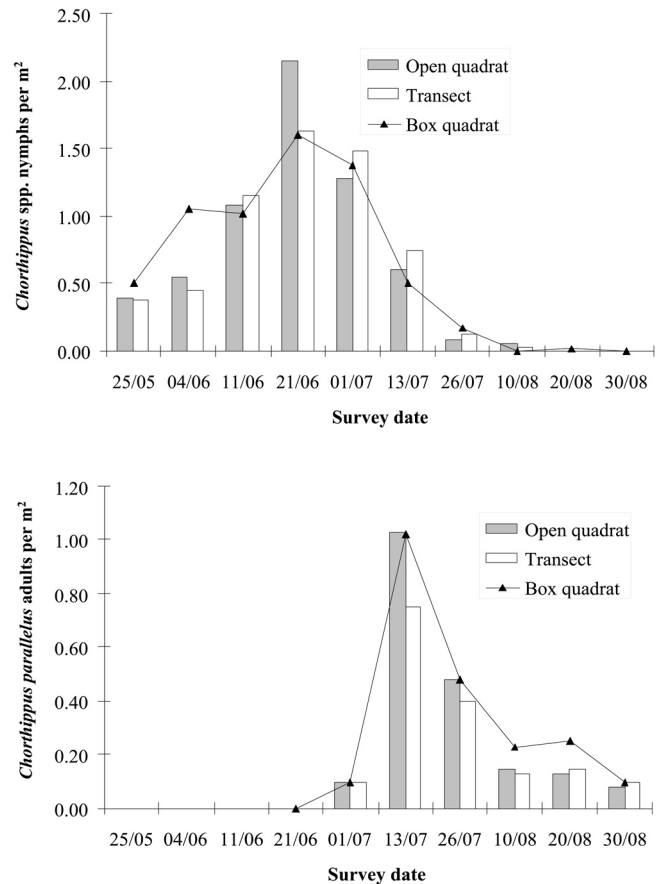 2.50
2.00
1.50
1.00
0.50
0.00
Chorthippus spp. nymphs per m²
Open quadrat
Transect
Box quadrat
25/05 04/06 11/06 21/06 01/07 13/07 26/07 10/08 20/08 30/08
Survey date
1.20
1.00
0.80
0.60
0.40
0.20
0.00
Chorthippus parallelus adults per m²
Open quadrat
Transect
Box quadrat
25/05 04/06 11/06 21/06 01/07 13/07 26/07 10/08 20/08 30/08
Survey date